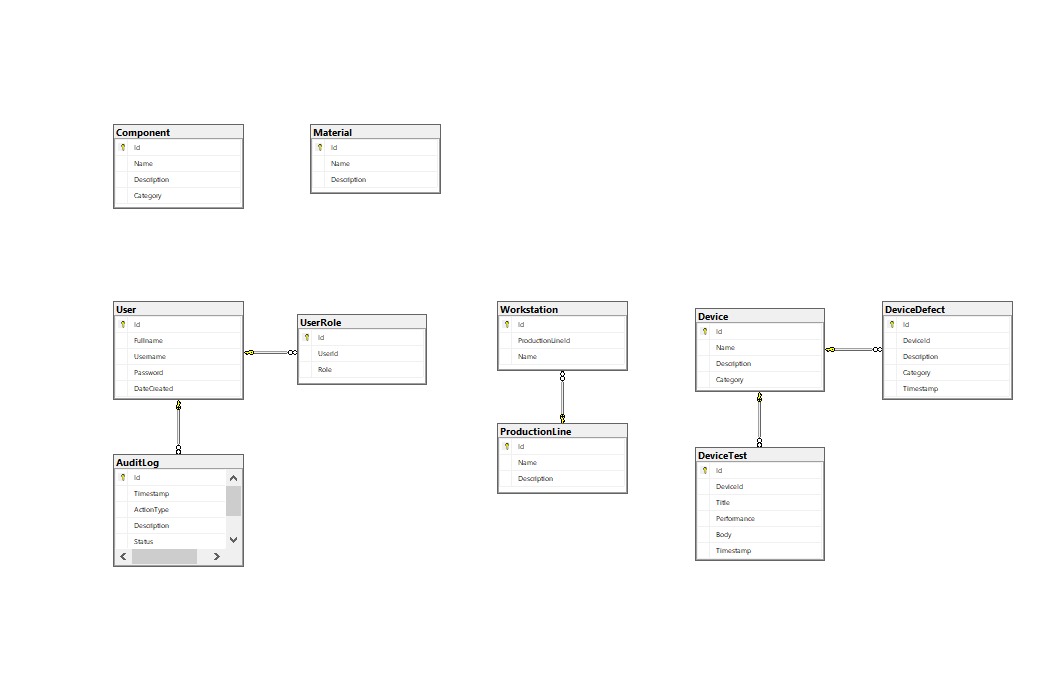 Component
Id
Name
Description
Category
Material
Id
Name
Description
User
Id
Fullname
Username
Password
DateCreated
UserRole
Id
UserId
Role
Workstation
Id
ProductionLineId
Name
Device
Id
Name
Description
Category
DeviceDefect
Id
DeviceId
Description
Category
Timestamp
AuditLog
Id
Timestamp
ActionType
Description
Status
ProductionLine
Id
Name
Description
DeviceTest
Id
DeviceId
Title
Performance
Body
Timestamp